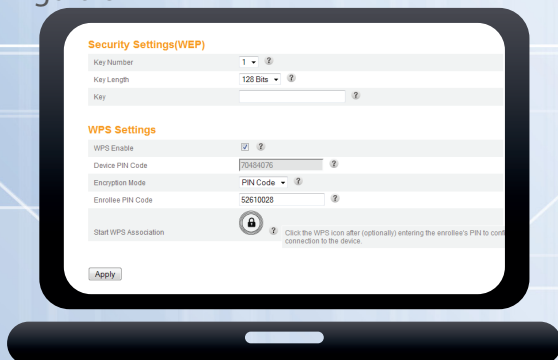 Security Settings(WEP)
Key Number 1
Key Length 128 Bits
Key
WPS Settings
WPS Enable
Device PIN Code 70484076
Encryption Mode PIN Code
Enrollee PIN Code 52610028
Start WPS Association Click the WPS icon after (optionally) entering the enrollee's PIN to
connection to the device.
Apply